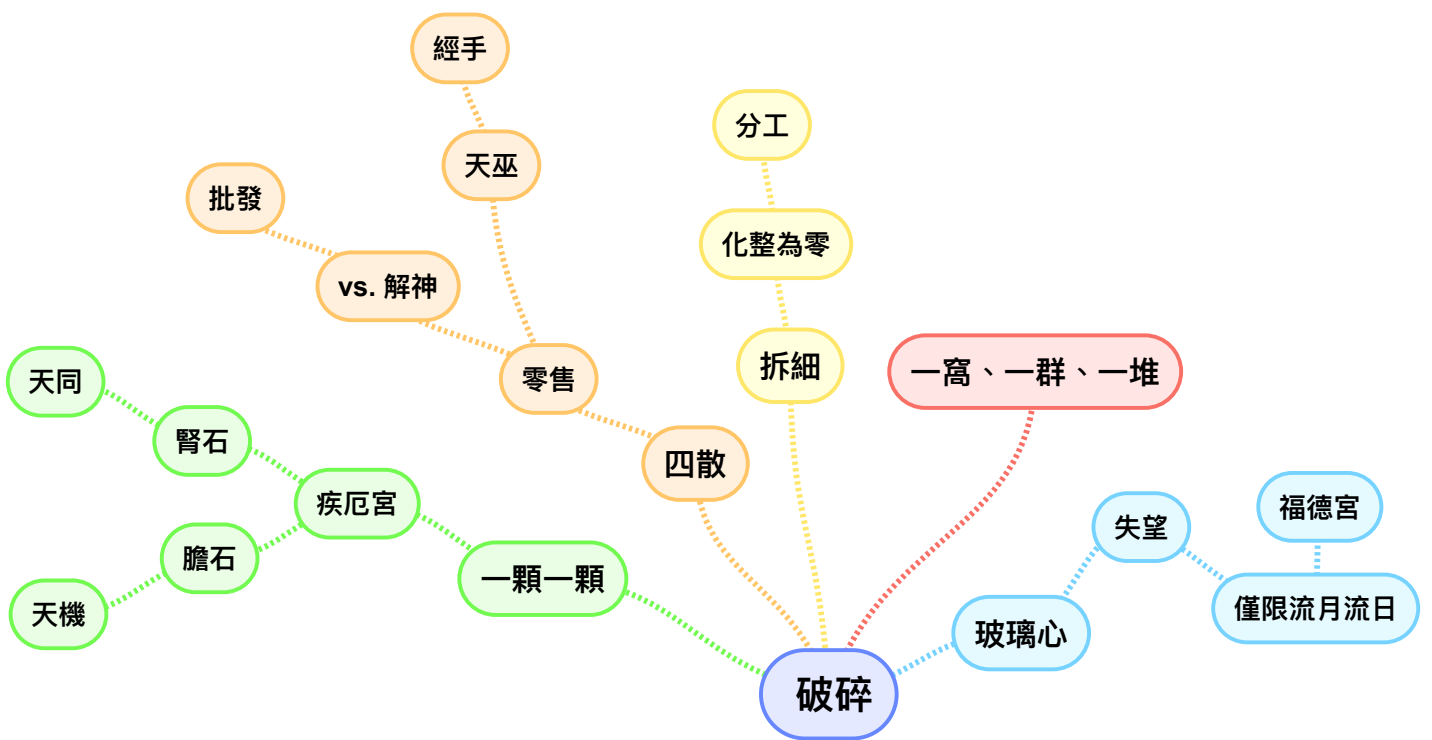 經手
分工
天巫
批發
化整為零
vs. 解神
拆細
一窩、一群、一堆
零售
天同
腎石
四散
疾厄宮
福德宮
失望
膽石
一顆一顆
天機
僅限流月流日
玻璃心
破碎